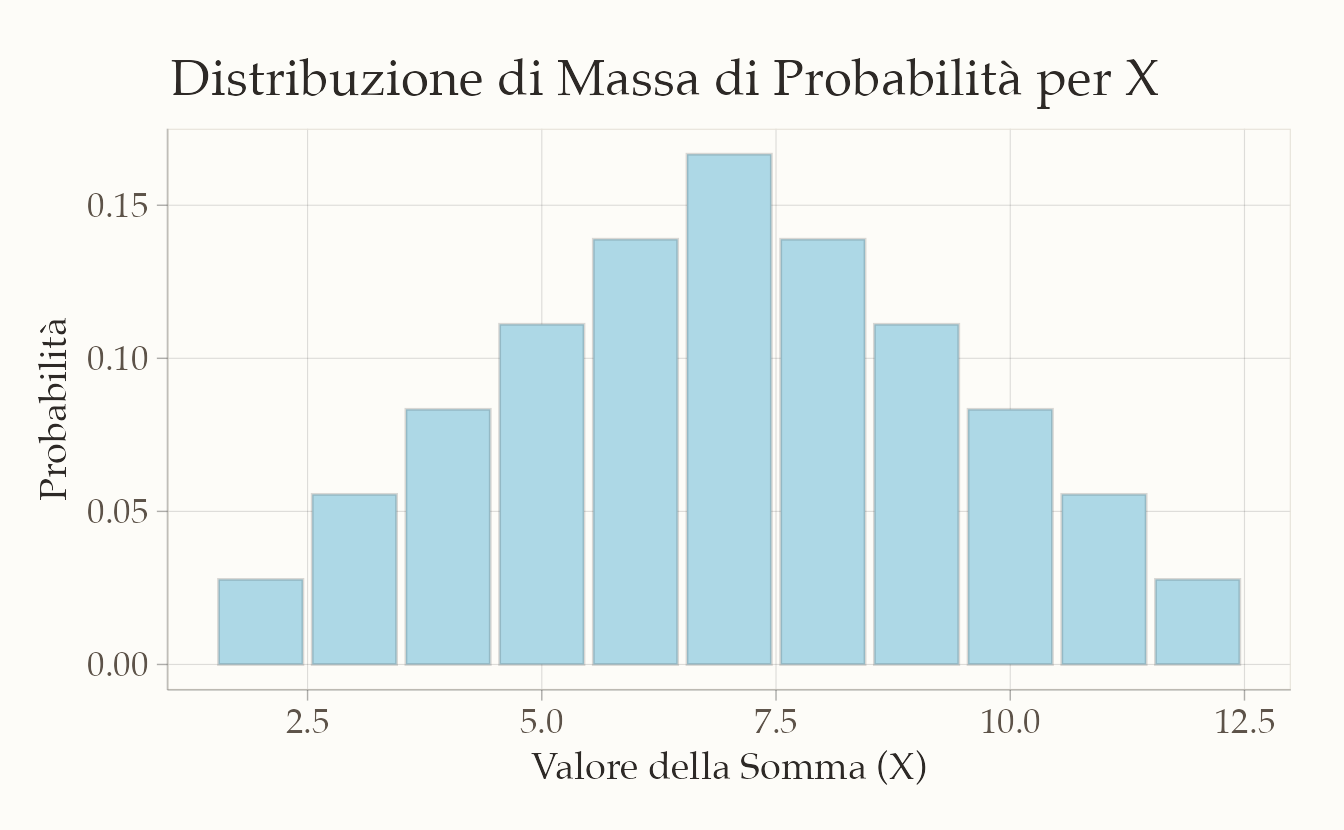 Distribuzione di Massa di Probabilità per X
Probabilità
0.15
0.10
0.05
0.00
2.5 5.0 7.5 10.0 12.5
Valore della Somma (X)